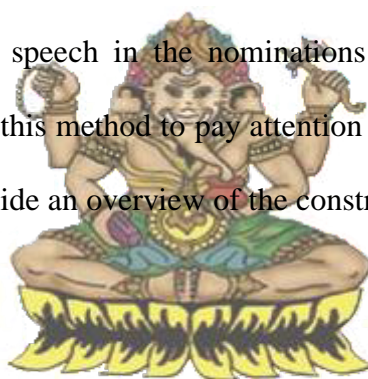 speech in the nominations
this method to pay attention
ide an overview of the constr